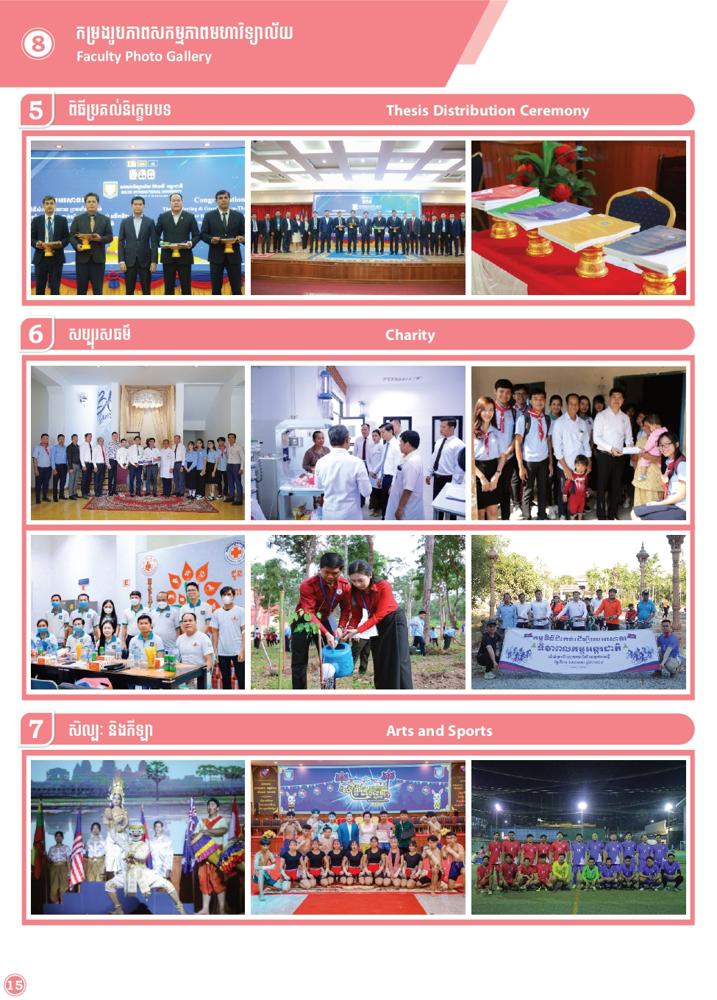 8
កម្រងរូបភាពសកម្មភាពមហាវិទ្យាល័យ
Faculty Photo Gallery
5 ពិធីប្រគល់និក្ខេបបទ Thesis Distribution Ceremony
6 សប្បុរសធម៌ Charity
7 សិល្បៈ និងកីឡា Arts and Sports
15